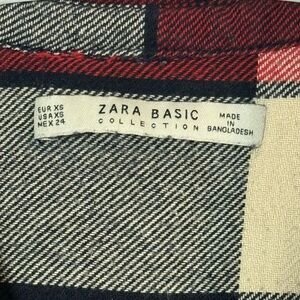 EUR XS
USA XS
MEX 24
ZARA BASIC
COLLECTION
MADE
IN
BANGLADESH